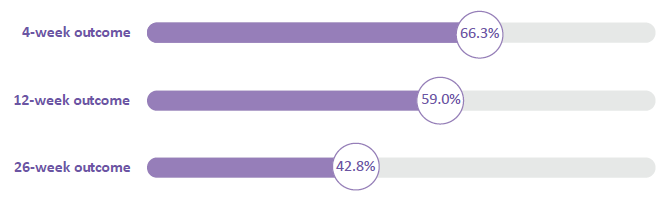 4-week outcome 66.3%
12-week outcome 59.0%
26-week outcome 42.8%